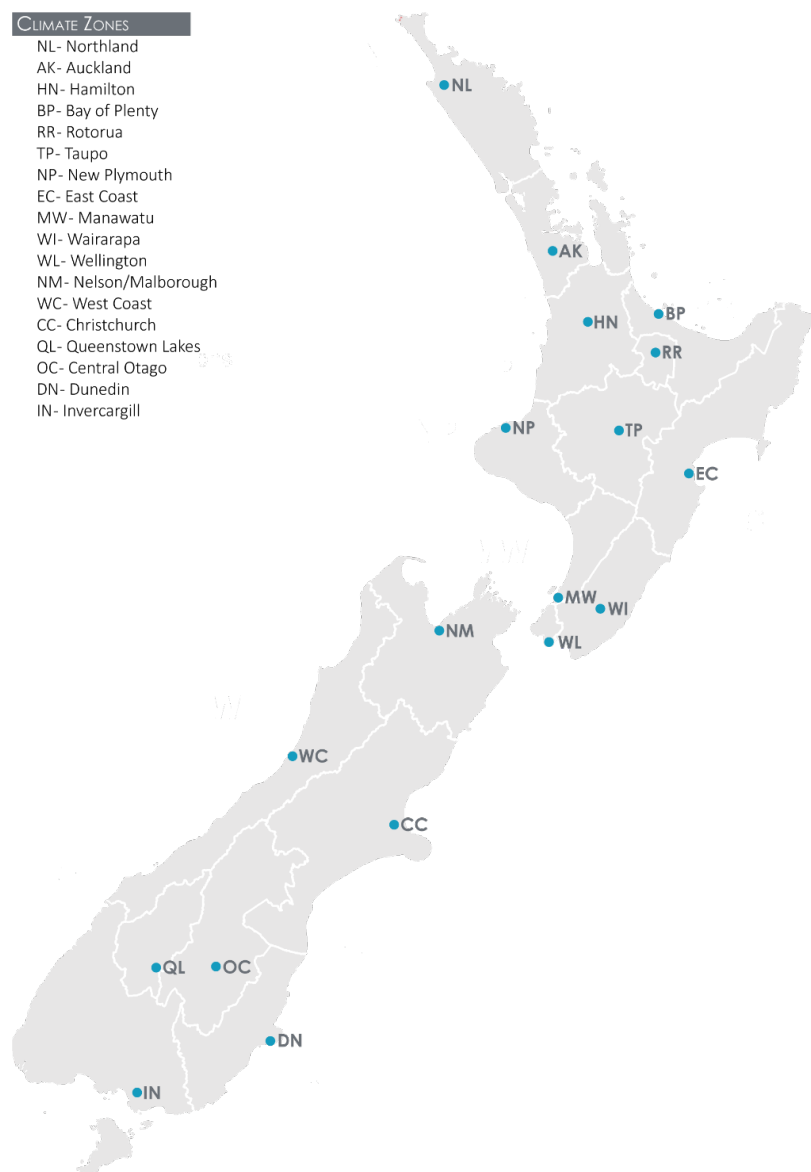 CLIMATE ZONES
NL- Northland
AK- Auckland
HN- Hamilton
BP- Bay of Plenty
RR- Rotorua
TP- Taupo
NP- New Plymouth
EC- East Coast
MW- Manawatu
WI- Wairarapa
WL- Wellington
NM- Nelson/Malborough
WC- West Coast
CC- Christchurch
QL- Queenstown Lakes
OC- Central Otago
DN- Dunedin
IN- Invercargill
NL
AK
BP
HN
RR
NP
TP
EC
MW
WI
NM
WL
WC
CC
QL
OC
DN
IN